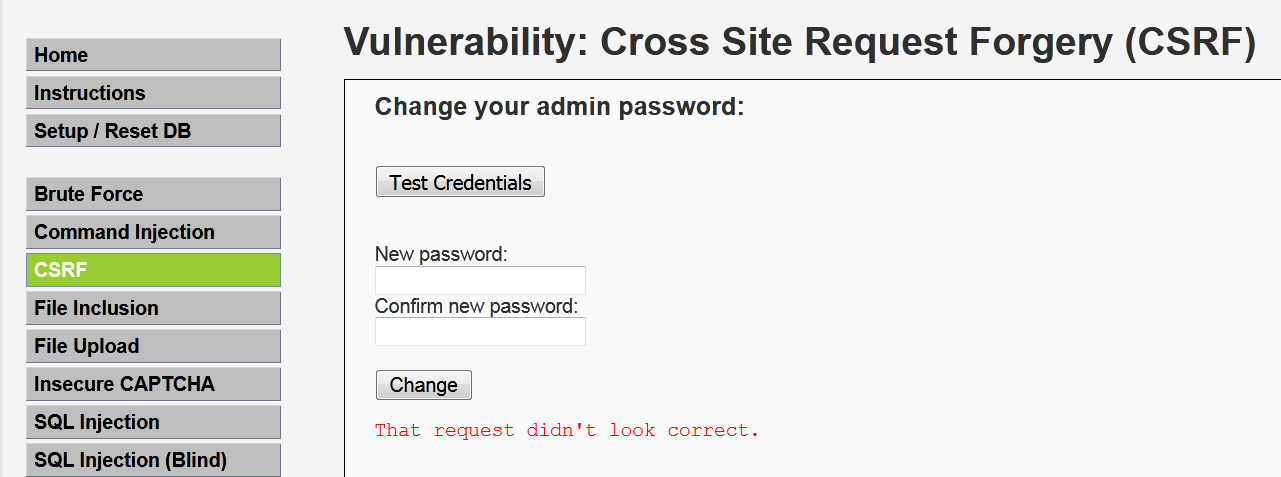 Home
Instructions
Setup / Reset DB
Brute Force
Command Injection
CSRF
File Inclusion
File Upload
Insecure CAPTCHA
SQL Injection
SQL Injection (Blind)
Vulnerability: Cross Site Request Forgery (CSRF)
Change your admin password:
Test Credentials
New password:
Confirm new password:
Change
That request didn't look correct.